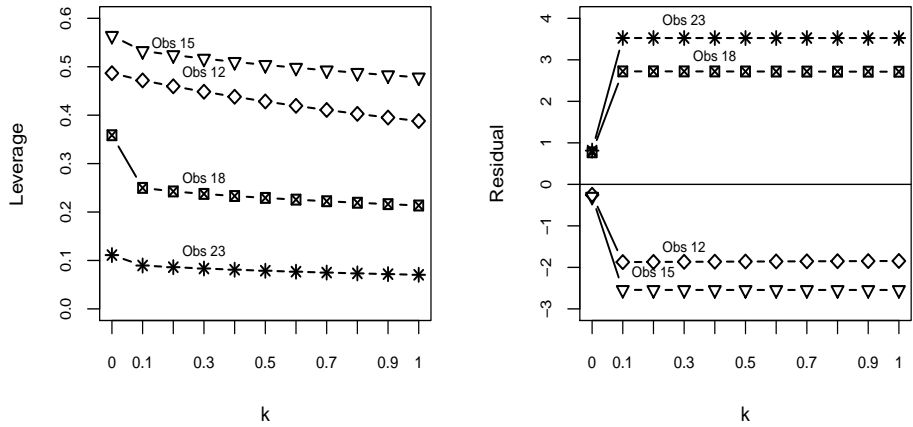 0.6
0.5
0.4
0.3
0.2
0.1
0.0
Leverage
Obs 15
Obs 12
Obs 18
Obs 23
0 0.1 0.3 0.5 0.7 0.9 1
k
4
3
2
1
0
−1
−2
−3
Residual
Obs 23
Obs 18
Obs 12
Obs 15
0 0.1 0.3 0.5 0.7 0.9 1
k